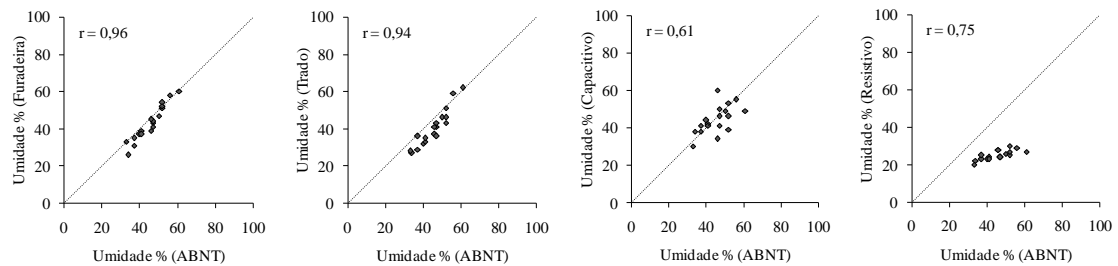 r = 0,96
Umidade % (Furadeira)
100
80
60
40
20
0
0 20 40 60 80 100
Umidade % (ABNT)
r = 0,94
Umidade % (Trado)
100
80
60
40
20
0
0 20 40 60 80 100
Umidade % (ABNT)
r = 0,61
Umidade % (Capacitivo)
100
80
60
40
20
0
0 20 40 60 80 100
Umidade % (ABNT)
r = 0,75
Umidade % (Resistivo)
100
80
60
40
20
0
0 20 40 60 80 100
Umidade % (ABNT)